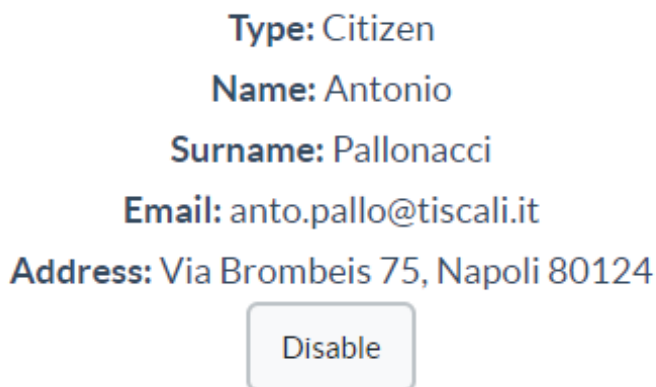 Type: Citizen
Name: Antonio
Surname: Pallonacci
Email: anto.pallo@tiscali.it
Address: Via Brombeis 75, Napoli 80124
Disable